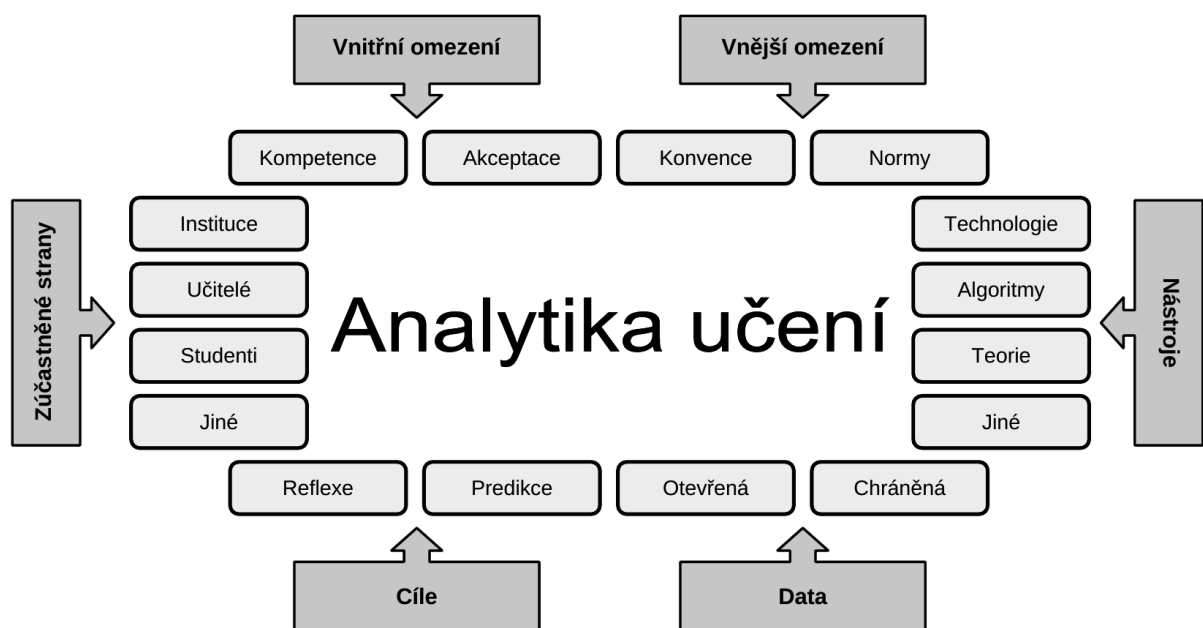 Vnitřní omezení
Vnější omezení
Kompetence
Akceptace
Konvence
Normy
Zúčastněné strany
Instituce
Učitelé
Studenti
Jiné
Analytika učení
Technologie
Algoritmy
Teorie
Jiné
Nástroje
Reflexe
Predikce
Otevřená
Chráněná
Cíle
Data